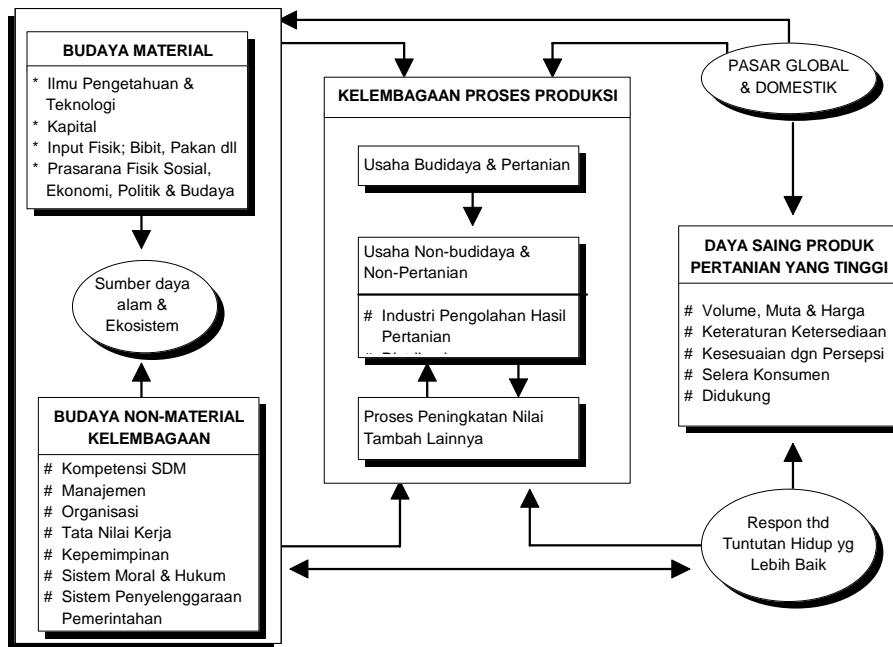 BUDAYA MATERIAL
* Ilmu Pengetahuan &
Teknologi
* Kapital
* Input Fisik; Bibit, Pakan dll
* Prasarana Fisik Sosial,
Ekonomi, Politik & Budaya
Sumber daya
alam &
Ekosistem
BUDAYA NON-MATERIAL
KELEMBAGAAN
# Kompetensi SDM
# Manajemen
# Organisasi
# Tata Nilai Kerja
# Kepemimpinan
# Sistem Moral & Hukum
# Sistem Penyelenggaraan
Pemerintahan
KELEMBAGAAN PROSES PRODUKSI
Usaha Budidaya & Pertanian
Usaha Non-budidaya &
Non-Pertanian
# Industri Pengolahan Hasil
Pertanian
Proses Peningkatan Nilai
Tambah Lainnya
PASAR GLOBAL
& DOMESTIK
DAYA SAING PRODUK
PERTANIAN YANG TINGGI
# Volume, Muta & Harga
# Keteraturan Ketersediaan
# Kesesuaian dgn Persepsi
# Selera Konsumen
# Didukung
Respon thd
Tuntutan Hidup yg
Lebih Baik